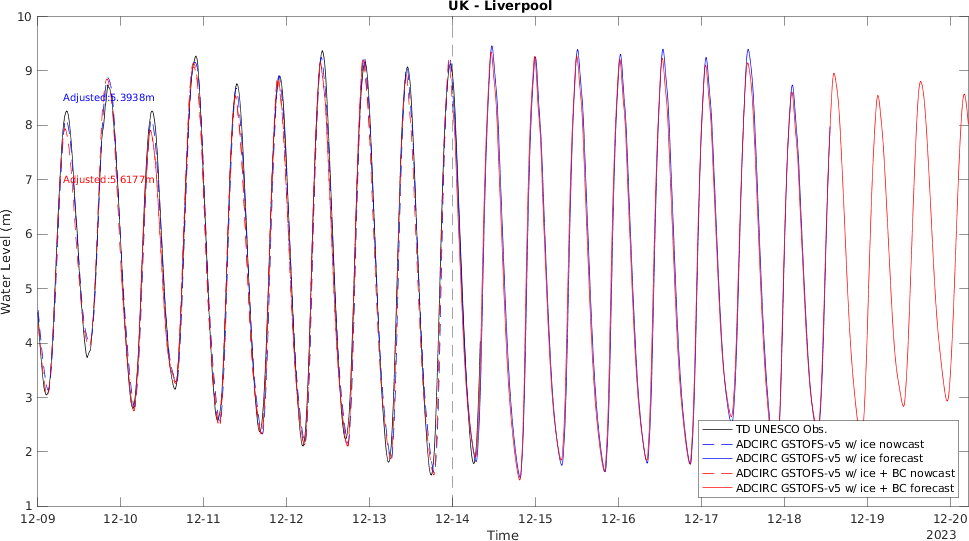 UK - Liverpool
10
9
8
7
6
5
4
3
2
1
Water Level (m)
Adjusted:5.3938m
Adjusted:5.6177m
TD UNESCO Obs.
ADCIRC GSTOFS-v5 w/ ice nowcast
ADCIRC GSTOFS-v5 w/ ice forecast
ADCIRC GSTOFS-v5 w/ ice + BC nowcast
ADCIRC GSTOFS-v5 w/ ice + BC forecast
12-09 12-10 12-11 12-12 12-13 12-14 12-15 12-16 12-17 12-18 12-19 12-20
Time
2023